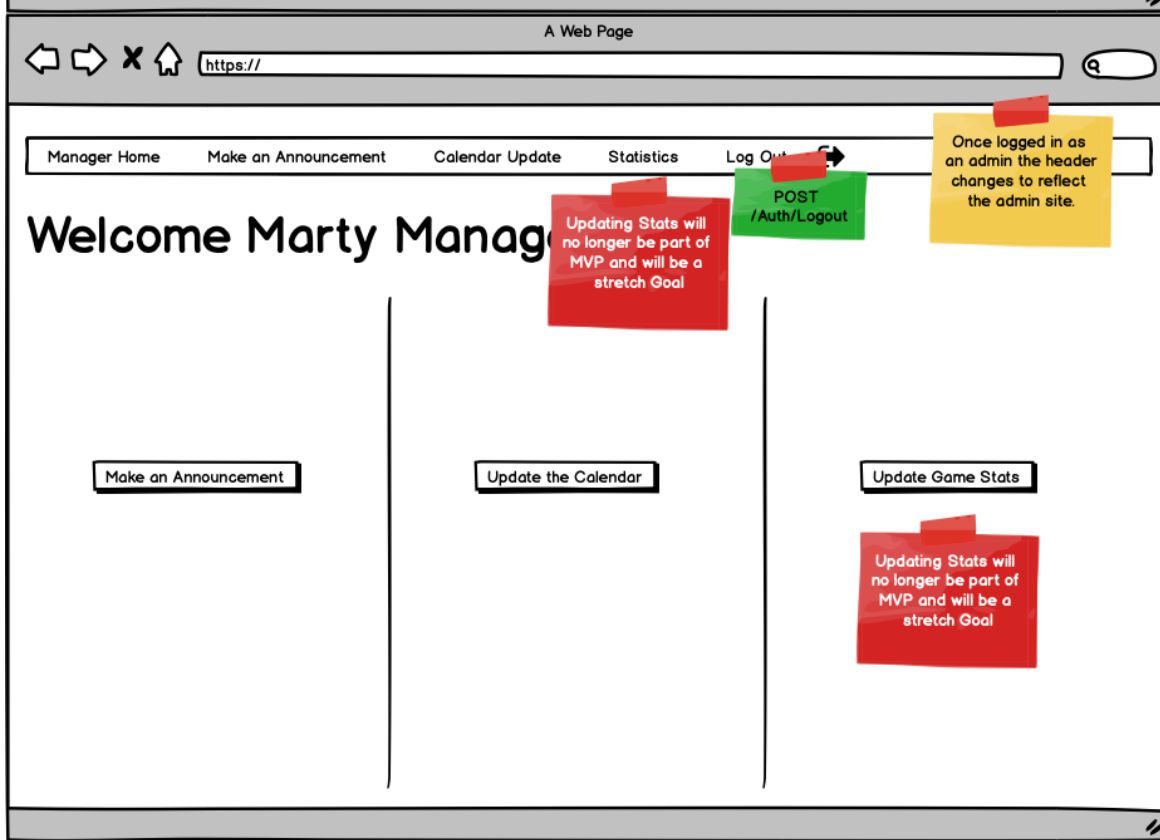 A Web Page
https://
Manager Home
Make an Announcement
Calendar Update
Statistics
Log Out
Once logged in as
an admin the header
changes to reflect
the admin site.
POST
/Auth/Logout
Updating Stats will
no longer be part of
MVP and will be a
stretch Goal
Welcome Marty
Make an Announcement
Update the Calendar
Update Game Stats
Updating Stats will
no longer be part of
MVP and will be a
stretch Goal